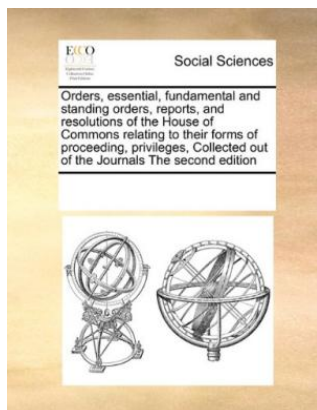 ECCO
Social Sciences
Orders, essential, fundamental and
standing orders, reports, and
resolutions of the House of
Commons relating to their forms of
proceeding, privileges, Collected out
of the Journals The second edition